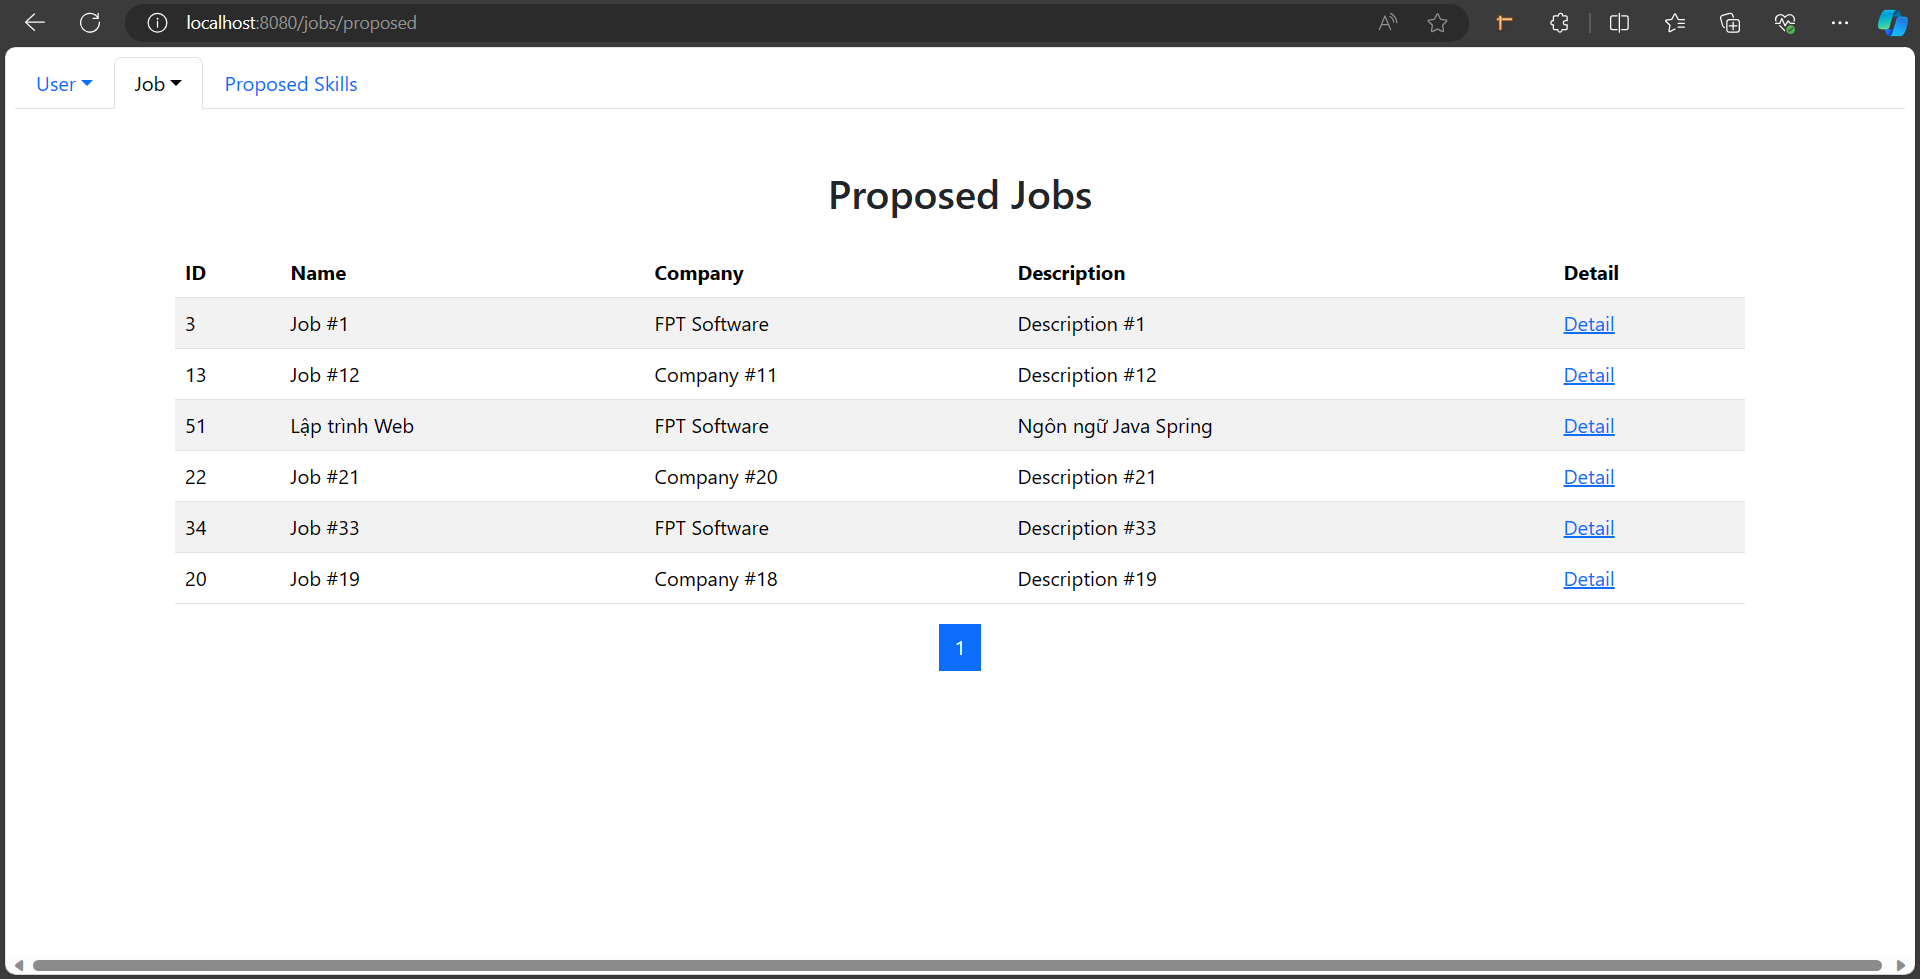 localhost:8080/jobs/proposed
User Job Proposed Skills
Proposed Jobs
ID Name Company Description Detail
3 Job #1 FPT Software Description #1 Detail
13 Job #12 Company #11 Description #12 Detail
51 Lập trình Web FPT Software Ngôn ngữ Java Spring Detail
22 Job #21 Company #20 Description #21 Detail
34 Job #33 FPT Software Description #33 Detail
20 Job #19 Company #18 Description #19 Detail
1